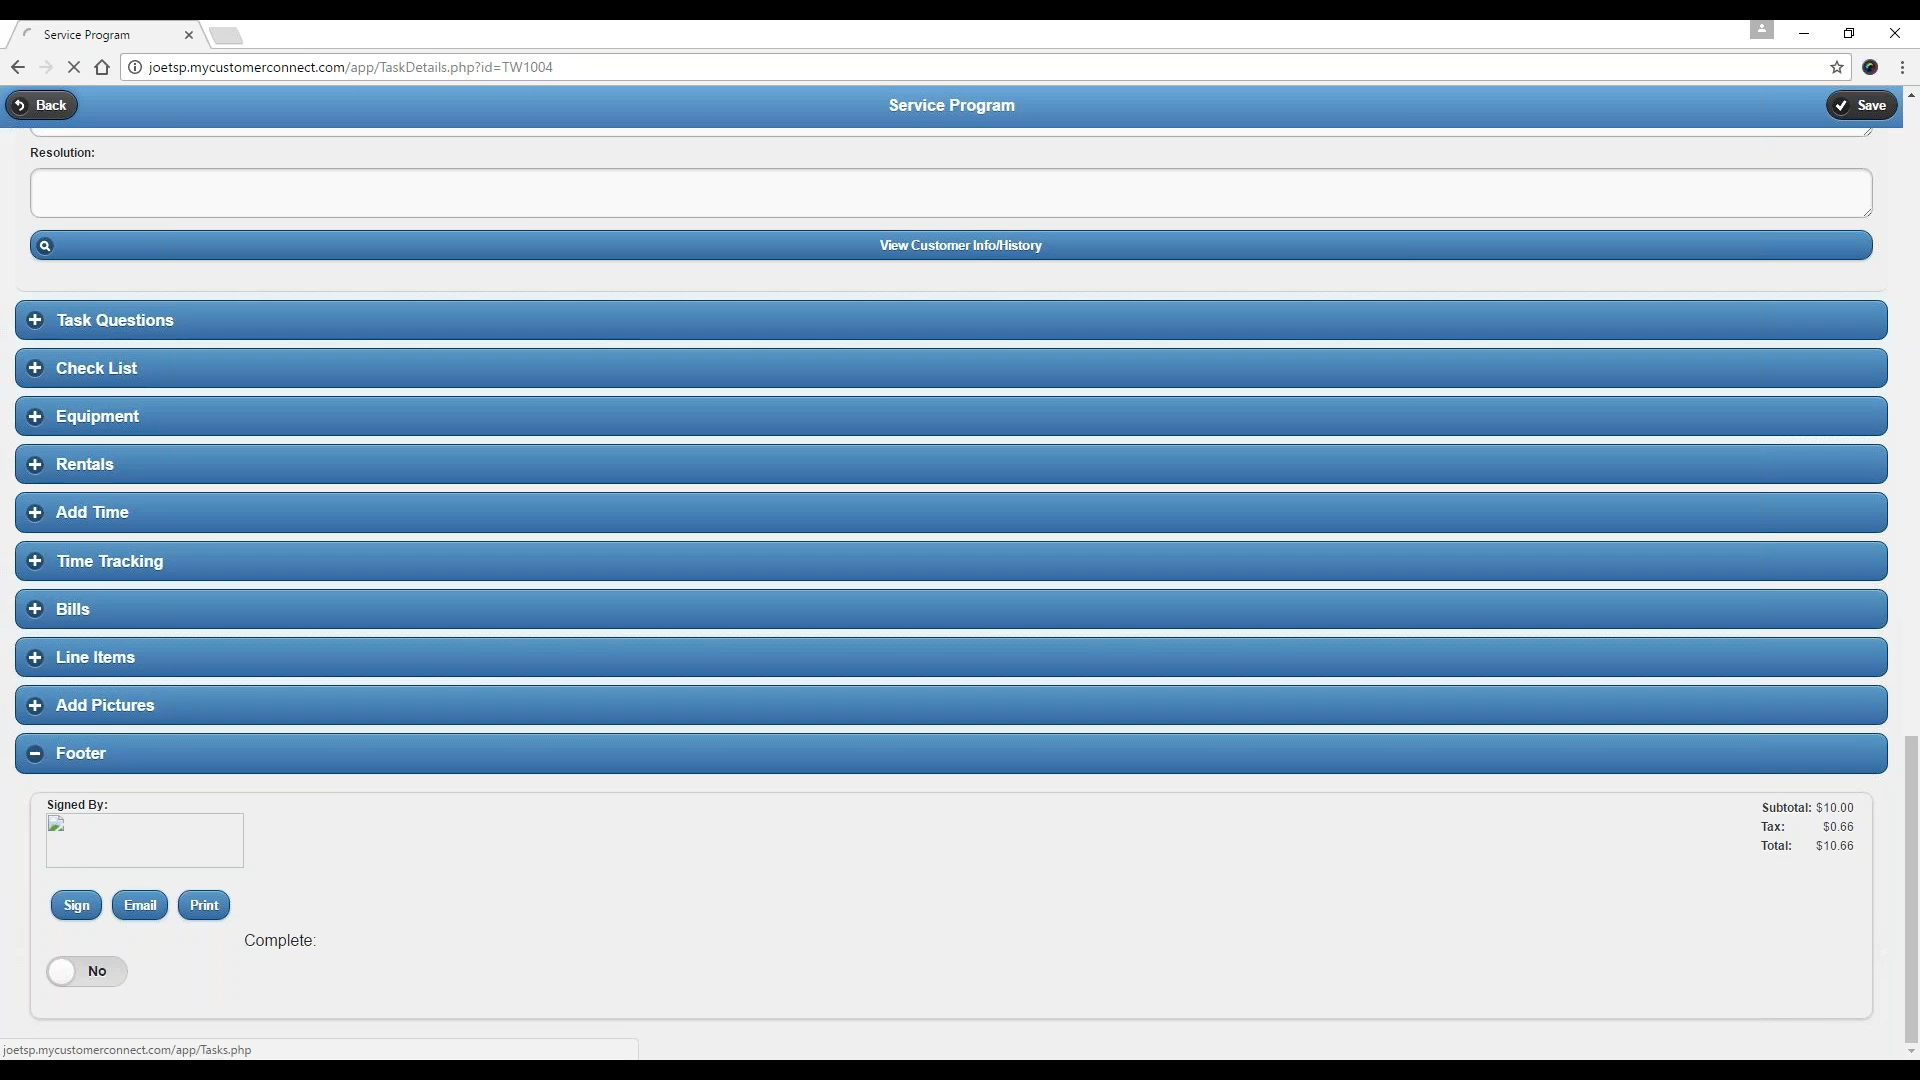 Service Program
joetsp.mycustomerconnect.com/app/TaskDetails.php?id=TW1004
Back
Service Program
Save
Resolution:
View Customer Info/History
Task Questions
Check List
Equipment
Rentals
Add Time
Time Tracking
Bills
Line Items
Add Pictures
Footer
Signed By:
Subtotal: $10.00
Tax: $0.66
Total: $10.66
Sign Email Print
Complete:
No
joetsp.mycustomerconnect.com/app/Tasks.php